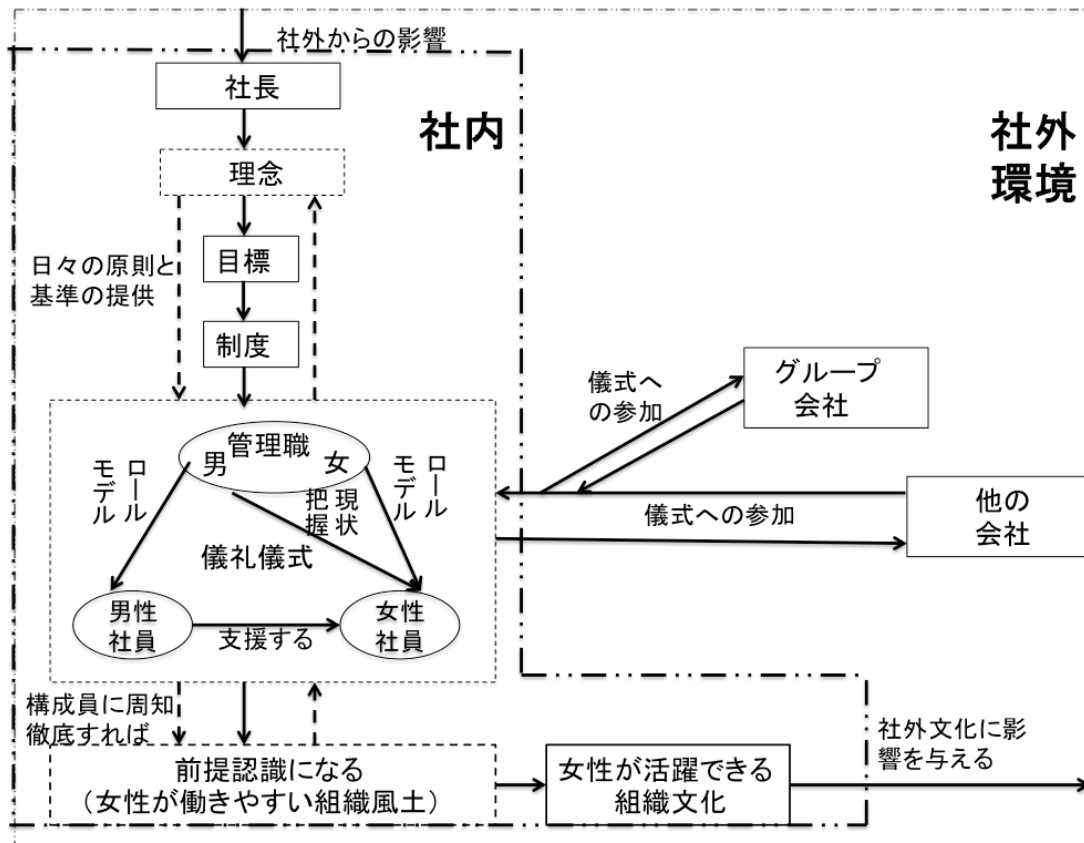 社外からの影響
社長
社内
社外
環境
理念
日々の原則と
基準の提供
目標
制度
グループ
会社
儀式へ
の参加
管理職
男
女
ロール
モデル
現状
把握
ロール
モデル
儀式への参加
他の
会社
儀礼儀式
男性
社員
支援する
女性
社員
構成員に周知
徹底すれば
前提認識になる
（女性が働きやすい組織風土）
女性が活躍できる
組織文化
社外文化に影
響を与える